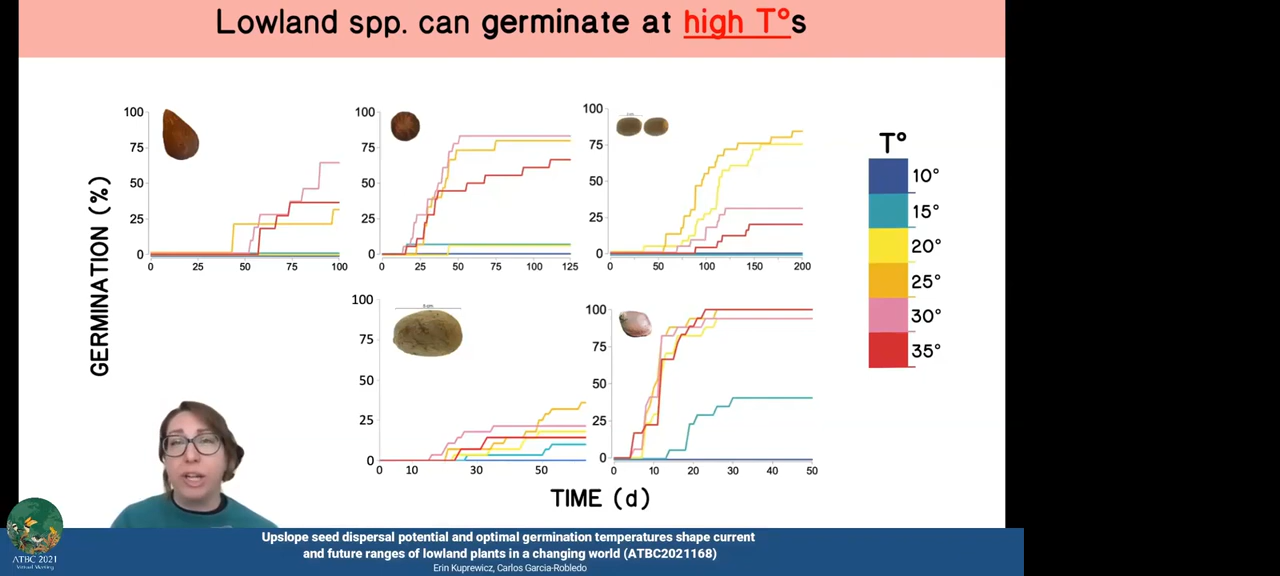 Lowland spp. can germinate at high T°s
GERMINATION (%)
100
75
50
25
0
0 25 50 75 100
100
75
50
25
0
0 25 50 75 100 125
100
75
50
25
0
0 50 100 150 200
T°
10°
15°
20°
25°
30°
35°
100
75
50
25
0
0 10 30 50
100
75
50
25
0
0 10 20 30 40 50
TIME (d)
ATBC 2021
Virtual Meeting
Upslope seed dispersal potential and optimal germination temperatures shape current
and future ranges of lowland plants in a changing world (ATBC2021168)
Erin Kuprewicz, Carlos Garcia-Robledo